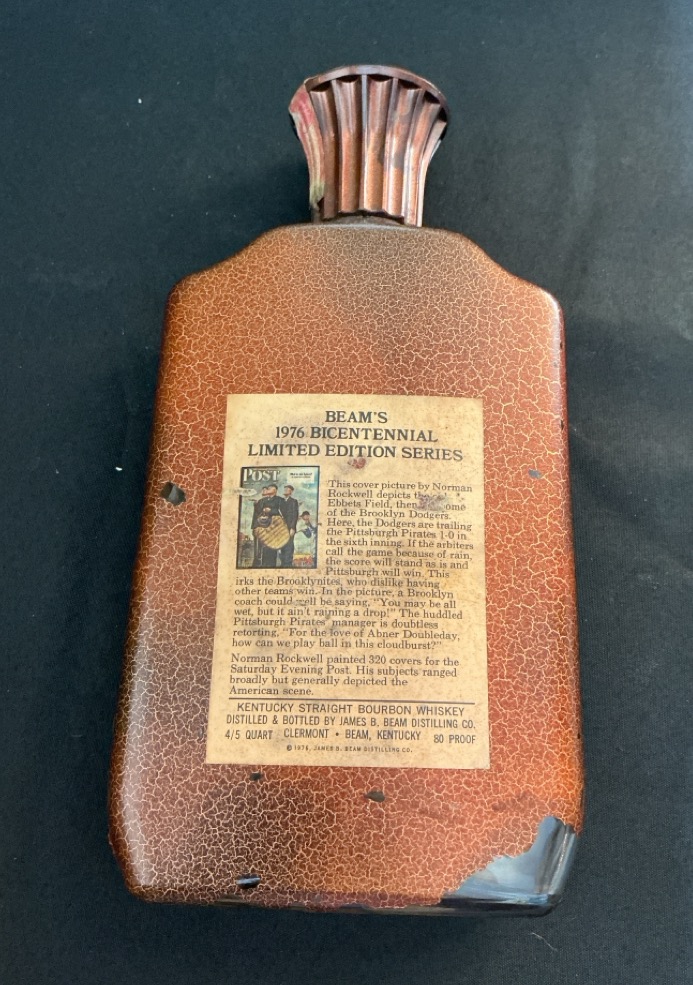 BEAM'S
1976 BICENTENNIAL
LIMITED EDITION SERIES
POST
This cover picture by Norman
Rockwell depicts
Ebbets Field, then
of the Brooklyn Dodgers.
Here, the Dodgers are trailing
the Pittsburgh Pirates 1-0 in
the sixth inning. If the arbiters
call the game because of rain,
the score will stand as is and
Pittsburgh will win. This
irks the Brooklynites, who dislike having
other teams win. In the picture, a Brooklyn
coach could well be saying, "You may be all
wet, but it ain't raining a drop!" The huddled
Pittsburgh Pirates' manager is doubtless
retorting, "For the love of Abner Doubleday,
how can we play ball in this cloudburst?"
Norman Rockwell painted 320 covers for the
Saturday Evening Post. His subjects ranged
broadly but generally depicted the
American scene.
KENTUCKY STRAIGHT BOURBON WHISKEY
DISTILLED & BOTTLED BY JAMES B. BEAM DISTILLING CO.
4/5 QUART CLERMONT • BEAM, KENTUCKY 80 PROOF
© 1976, JAMES B. BEAM DISTILLING CO.